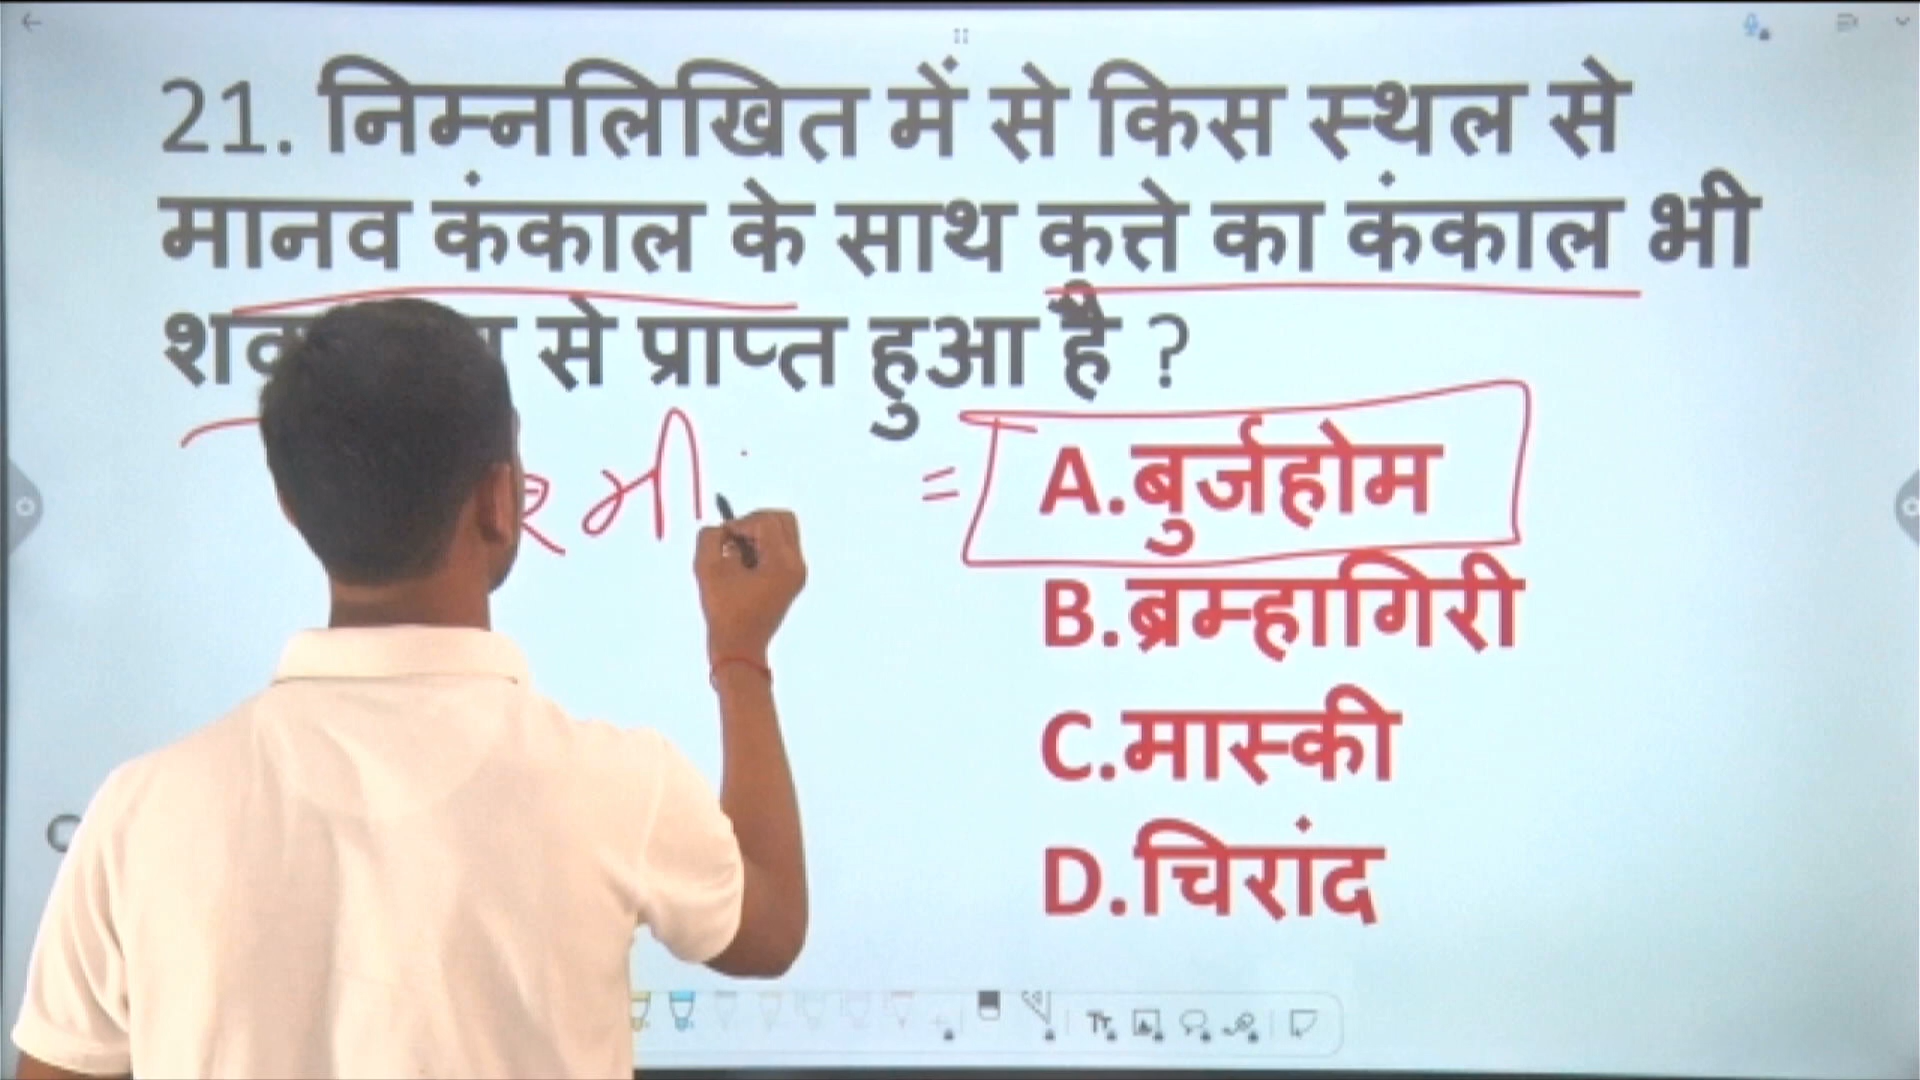 21. निम्नलिखित में से किस स्थल से
मानव कंकाल के साथ कुत्ते का कंकाल भी
से प्राप्त हुआ है ?
= A.बुर्जहोम
B.ब्रम्हागिरी
C.मास्की
D.चिरांद